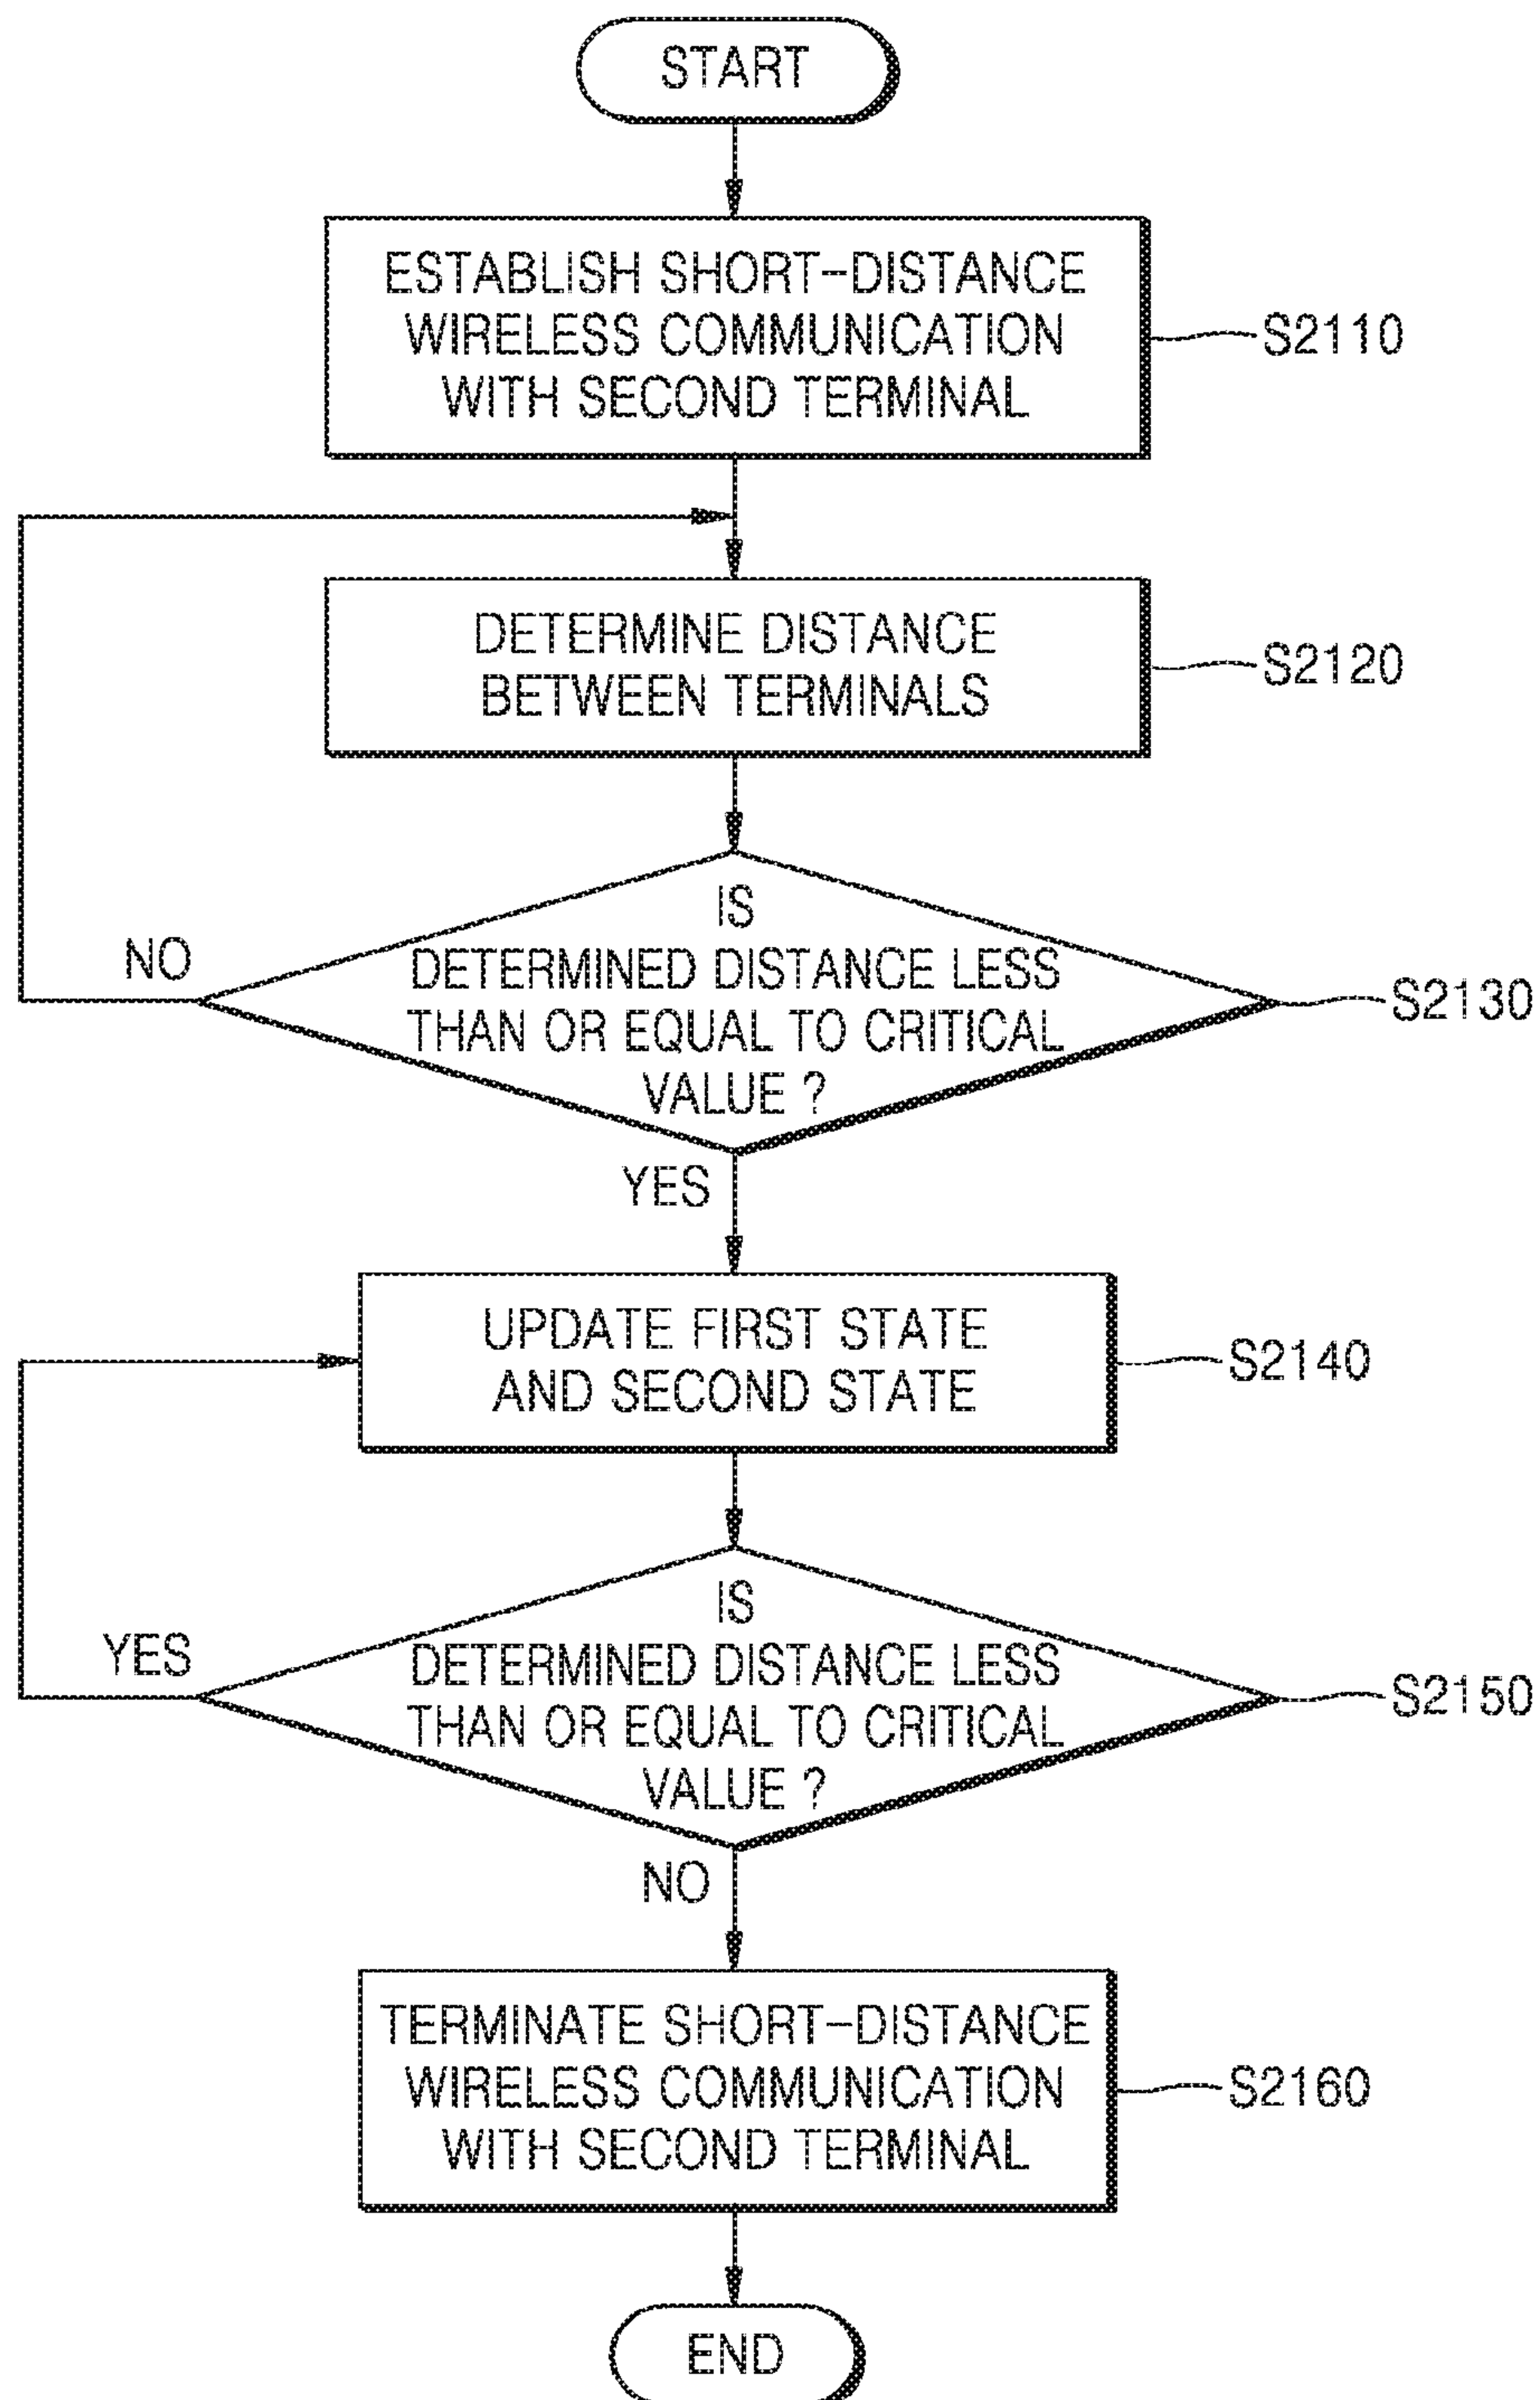 START
ESTABLISH SHORT-DISTANCE
WIRELESS COMMUNICATION
WITH SECOND TERMINAL
S2110
DETERMINE DISTANCE
BETWEEN TERMINALS
S2120
IS
DETERMINED DISTANCE LESS
THAN OR EQUAL TO CRITICAL
VALUE ?
NO
S2130
YES
UPDATE FIRST STATE
AND SECOND STATE
S2140
IS
DETERMINED DISTANCE LESS
THAN OR EQUAL TO CRITICAL
VALUE ?
YES
S2150
NO
TERMINATE SHORT-DISTANCE
WIRELESS COMMUNICATION
WITH SECOND TERMINAL
S2160
END